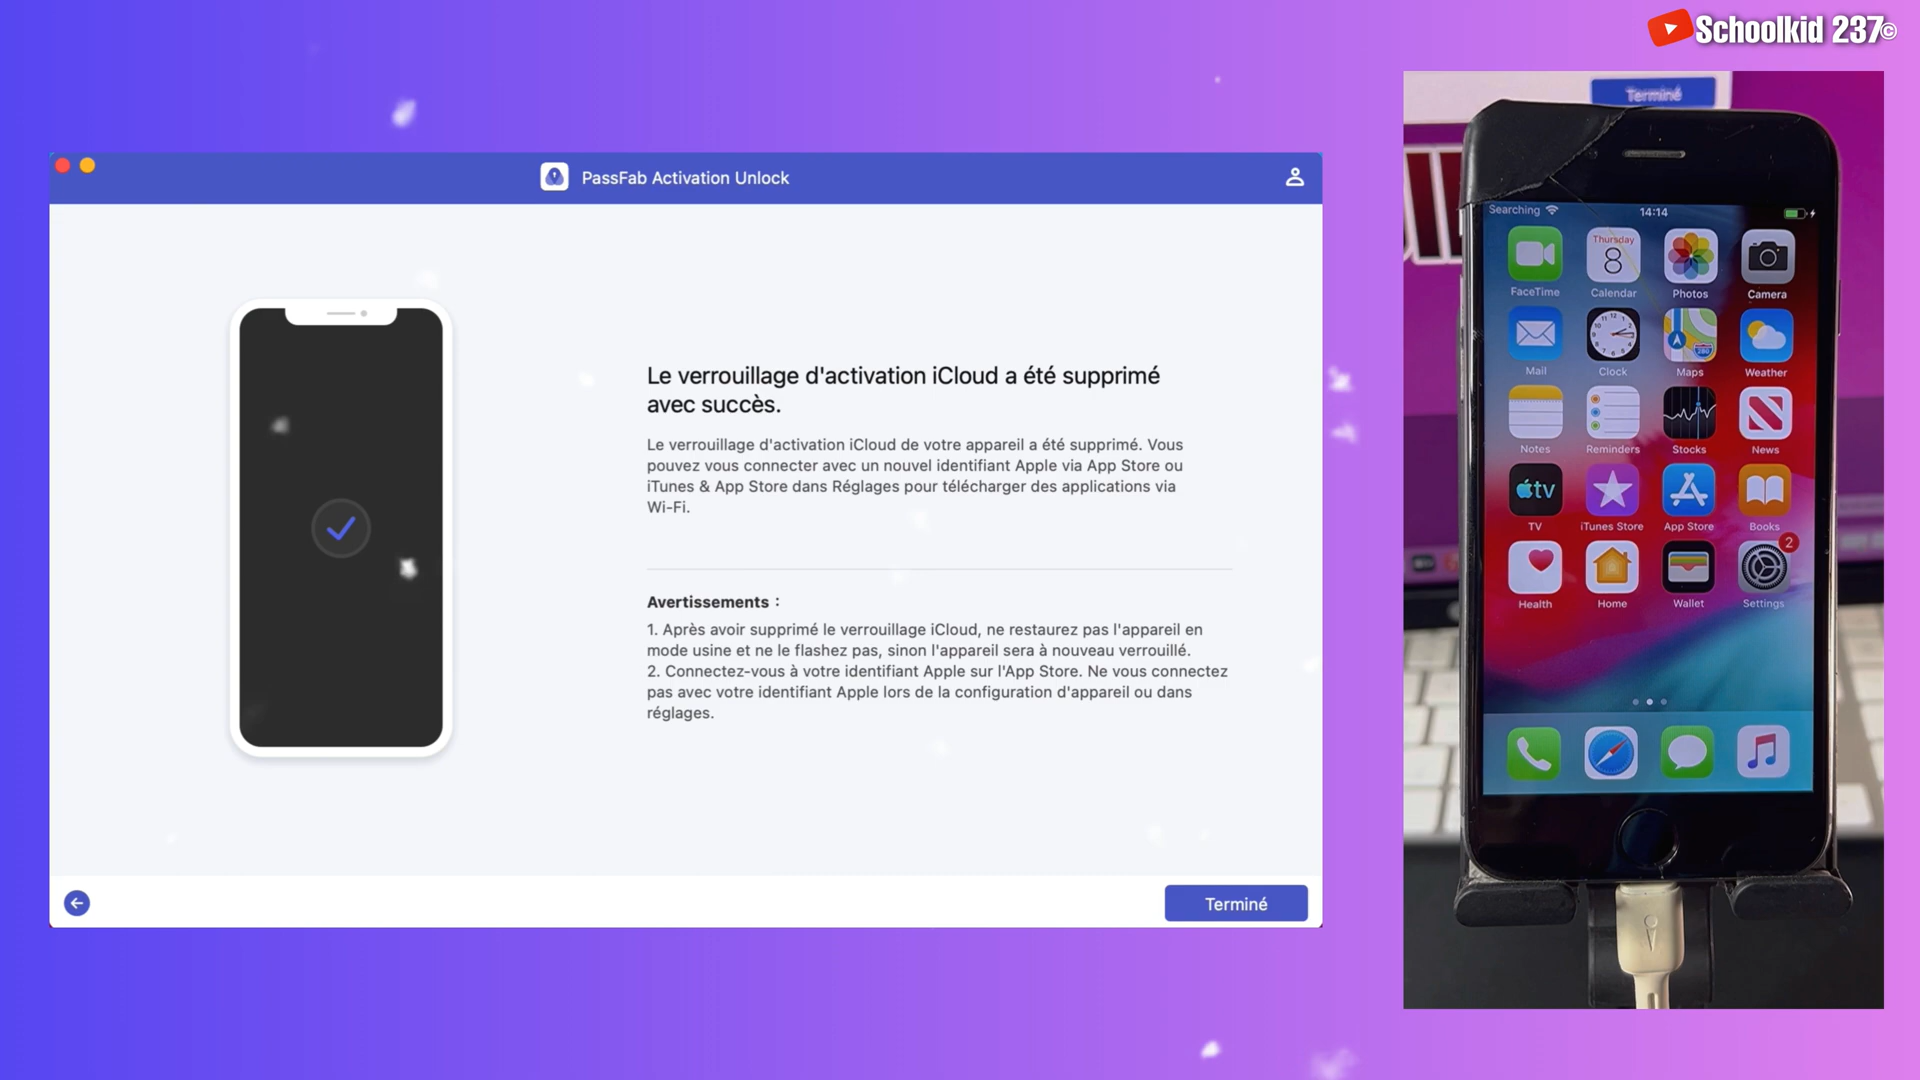 Schoolkid 237©
PassFab Activation Unlock
Le verrouillage d'activation iCloud a été supprimé
avec succès.
Le verrouillage d'activation iCloud de votre appareil a été supprimé. Vous
pouvez vous connecter avec un nouvel identifiant Apple via App Store ou
iTunes & App Store dans Réglages pour télécharger des applications via
Wi-Fi.
Avertissements :
1. Après avoir supprimé le verrouillage iCloud, ne restaurez pas l'appareil en
mode usine et ne le flashez pas, sinon l'appareil sera à nouveau verrouillé.
2. Connectez-vous à votre identifiant Apple sur l'App Store. Ne vous connectez
pas avec votre identifiant Apple lors de la configuration d'appareil ou dans
réglages.
Terminé
Terminé
Searching 14:14
Thursday
8
FaceTime Calendar Photos Camera
Mail Clock Maps Weather
Notes Reminders Stocks News
tv
TV iTunes Store App Store Books
2
Health Home Wallet Settings